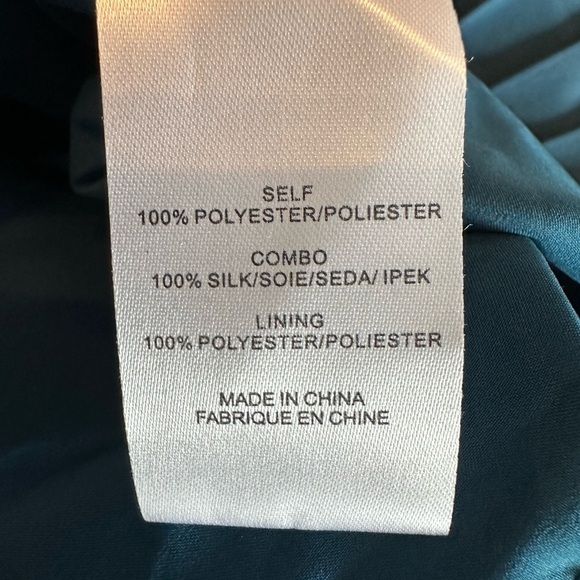 SELF
100% POLYESTER/POLIESTER
COMBO
100% SILK/SOIE/SEDA/ IPEK
LINING
100% POLYESTER/POLIESTER
MADE IN CHINA
FABRIQUE EN CHINE